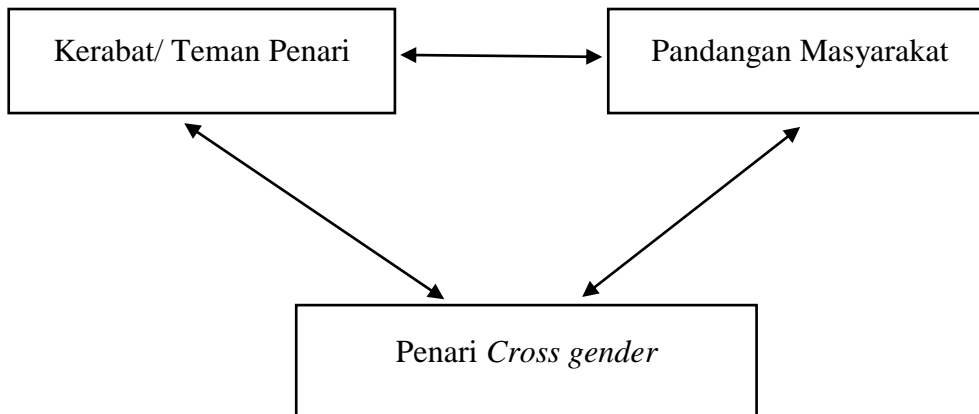 Kerabat/ Teman Penari
Pandangan Masyarakat
Penari Cross gender